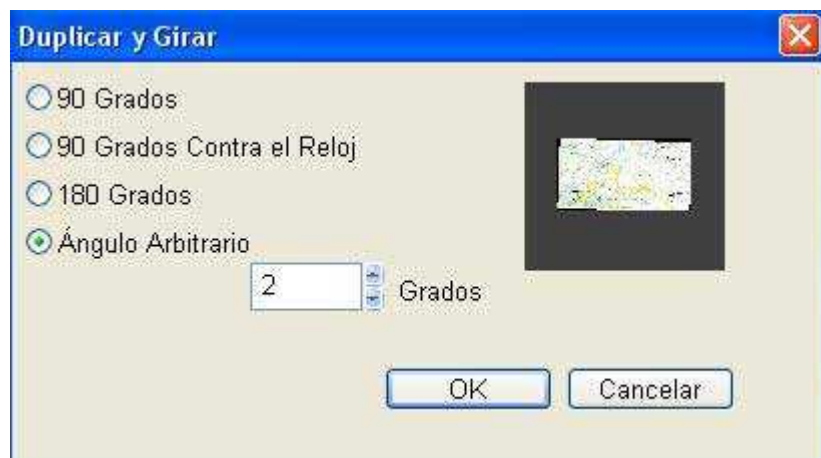 Duplicar y Girar
90 Grados
90 Grados Contra el Reloj
180 Grados
Ángulo Arbitrario
2 Grados
OK Cancelar